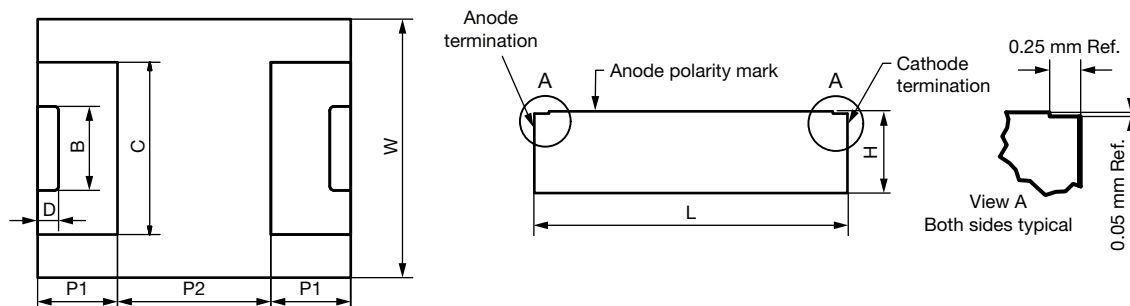 B
C
D
W
P1
P2
P1
Anode
termination
A
Anode polarity mark
A
Cathode
termination
H
L
0.25 mm Ref.
0.05 mm Ref.
View A
Both sides typical